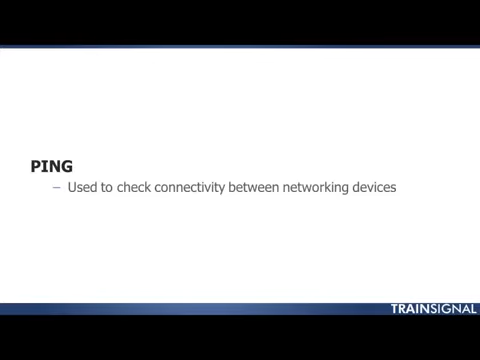 PING
– Used to check connectivity between networking devices
TRAINSIGNAL